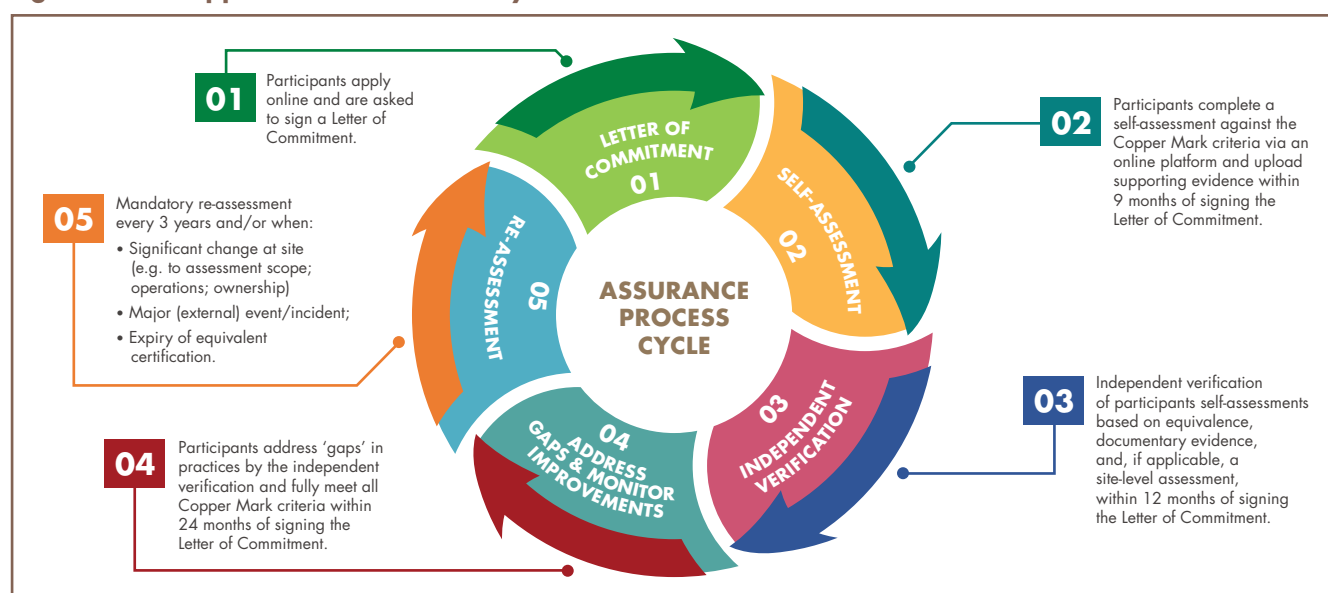 01
Participants apply
online and are asked
to sign a Letter of
Commitment.
02
Participants complete a
self-assessment against the
Copper Mark criteria via an
online platform and upload
supporting evidence within
9 months of signing the
Letter of Commitment.
03
Independent verification
of participants self-assessments
based on equivalence,
documentary evidence,
and, if applicable, a
site-level assessment,
within 12 months of signing
the Letter of Commitment.
04
Participants address ‘gaps’ in
practices by the independent
verification and fully meet all
Copper Mark criteria within
24 months of signing the
Letter of Commitment.
05
Mandatory re-assessment
every 3 years and/or when:
• Significant change at site
(e.g. to assessment scope;
operations; ownership)
• Major (external) event/incident;
• Expiry of equivalent
certification.
LETTER OF
COMMITMENT
01
SELF-ASSESSMENT
02
03
INDEPENDENT
VERIFICATION
04
ADDRESS
GAPS & MONITOR
IMPROVEMENTS
RE-ASSESSMENT
05
ASSURANCE
PROCESS
CYCLE